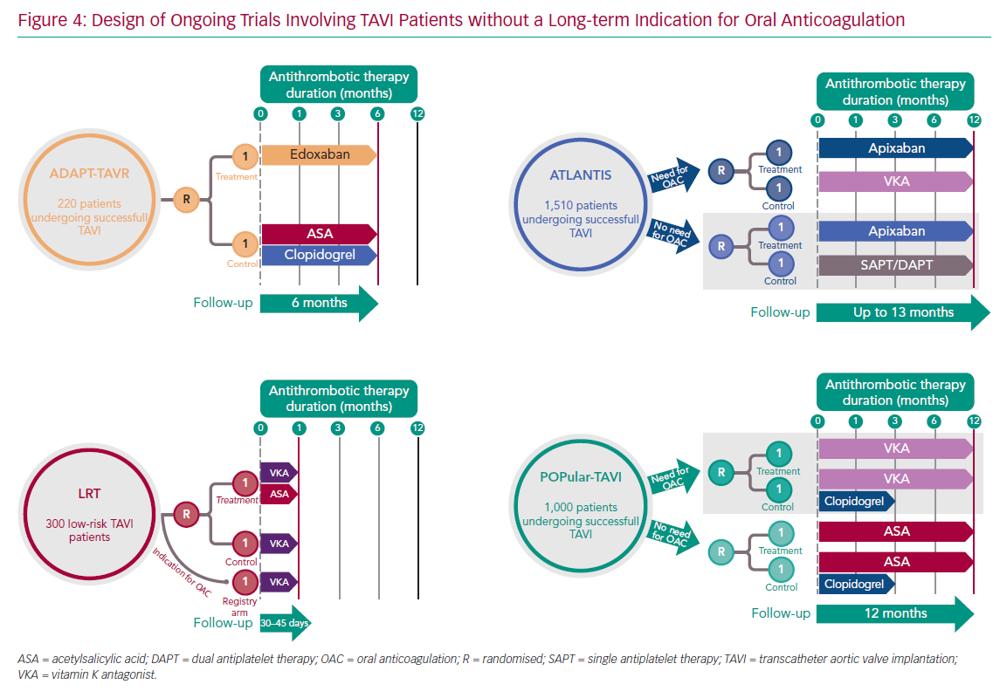 Figure 4: Design of Ongoing Trials Involving TAVI Patients without a Long-term Indication for Oral Anticoagulation
Antithrombotic therapy
duration (months)
0 1 3 6 12
ADAPT-TAVR
220 patients
undergoing successfull
TAVI
R
1
Treatment
Edoxaban
1
Control
ASA
Clopidogrel
Follow-up
6 months
Antithrombotic therapy
duration (months)
0 1 3 6 12
ATLANTIS
1,510 patients
undergoing successfull
TAVI
Need for
OAC
R
1
Treatment
Apixaban
1
Control
VKA
No need
for OAC
R
1
Treatment
Apixaban
1
Control
SAPT/DAPT
Follow-up
Up to 13 months
Antithrombotic therapy
duration (months)
0 1 3 6 12
LRT
300 low-risk TAVI
patients
R
1
Treatment
VKA
ASA
1
Control
VKA
Indication for OAC
1
Registry
arm
VKA
Follow-up
30–45 days
Antithrombotic therapy
duration (months)
0 1 3 6 12
POPular-TAVI
1,000 patients
undergoing successfull
TAVI
Need for
OAC
R
1
Treatment
VKA
1
Control
VKA
Clopidogrel
No need
for OAC
R
1
Treatment
ASA
1
Control
ASA
Clopidogrel
Follow-up
12 months
ASA = acetylsalicylic acid; DAPT = dual antiplatelet therapy; OAC = oral anticoagulation; R = randomised; SAPT = single antiplatelet therapy; TAVI = transcatheter aortic valve implantation;
VKA = vitamin K antagonist.